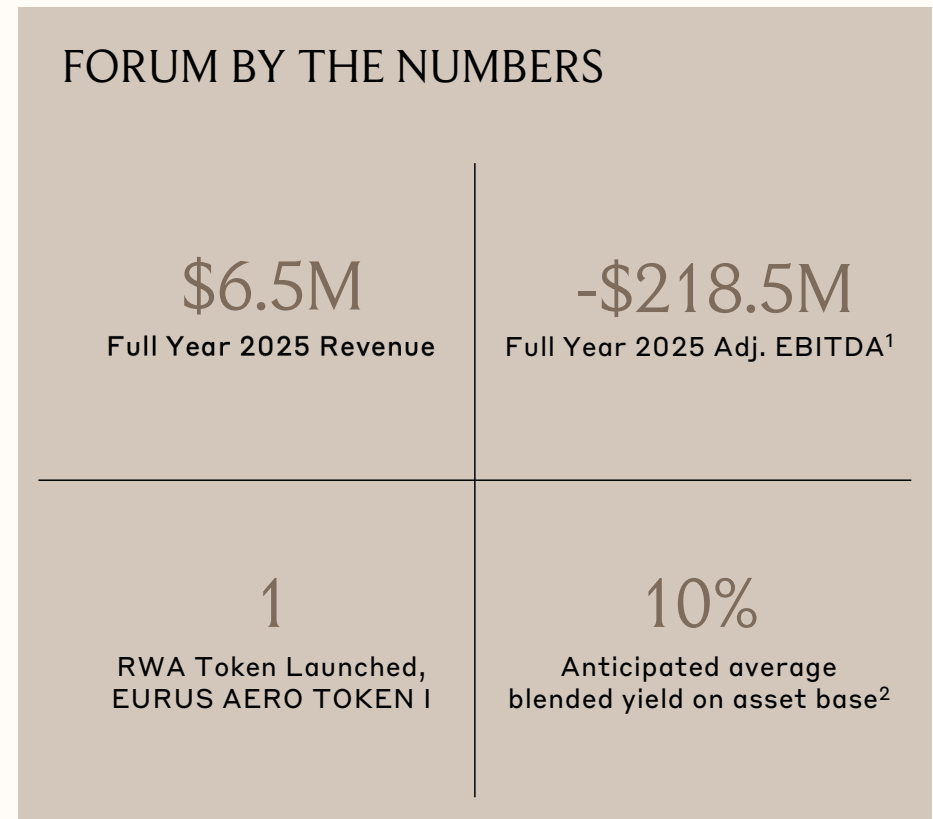 FORUM BY THE NUMBERS
$6.5M
Full Year 2025 Revenue
-$218.5M
Full Year 2025 Adj. EBITDA¹
1
RWA Token Launched,
EURUS AERO TOKEN I
10%
Anticipated average
blended yield on asset base²